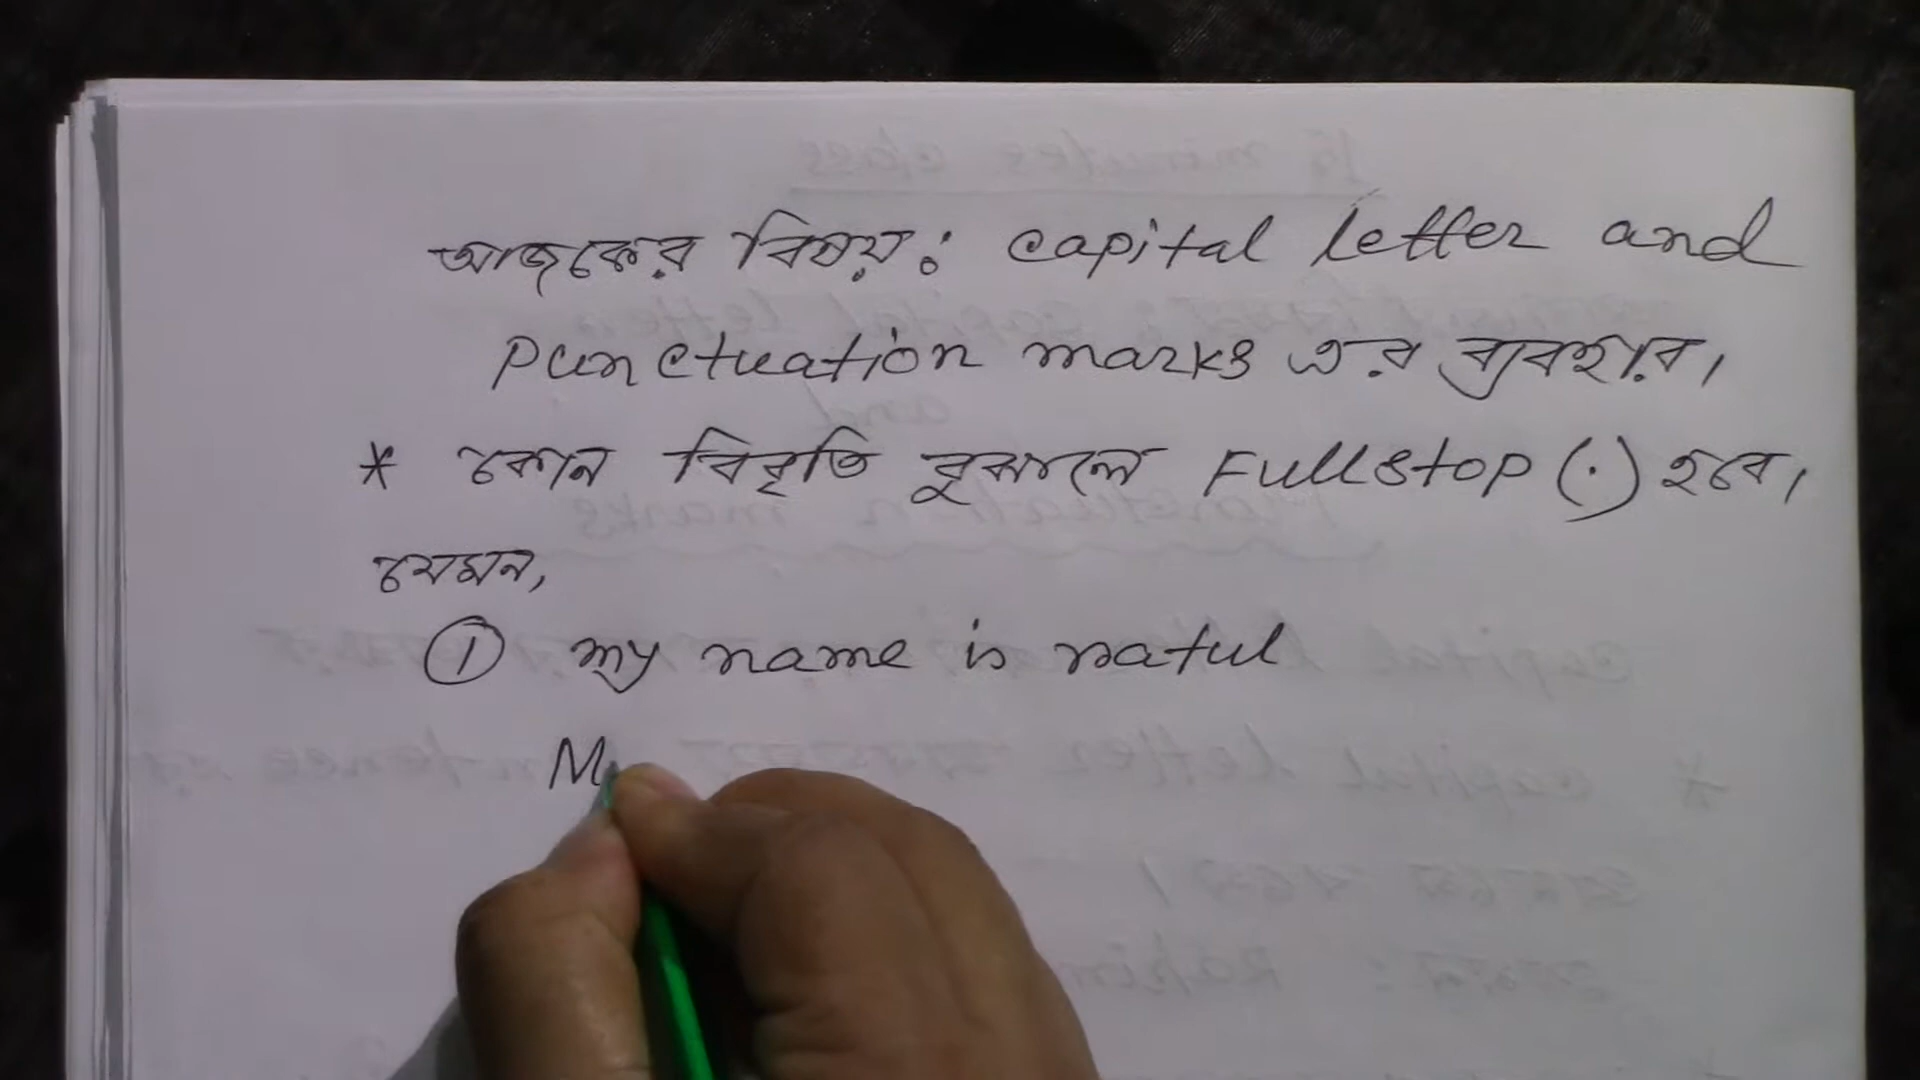 আজকের বিষয়: capital letter and
Punctuation marks এর ব্যবহার।
* কোন বিবৃতি বুঝালে Fullstop (.) হবে।
যেমন,
① my name is ratul
M